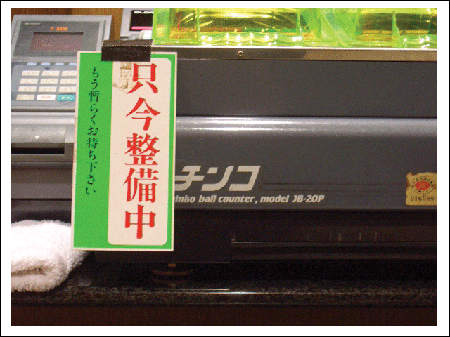 只今整備中
もう暫らくお待ち下さい
チンコ
inko ball counter, model JB-20P